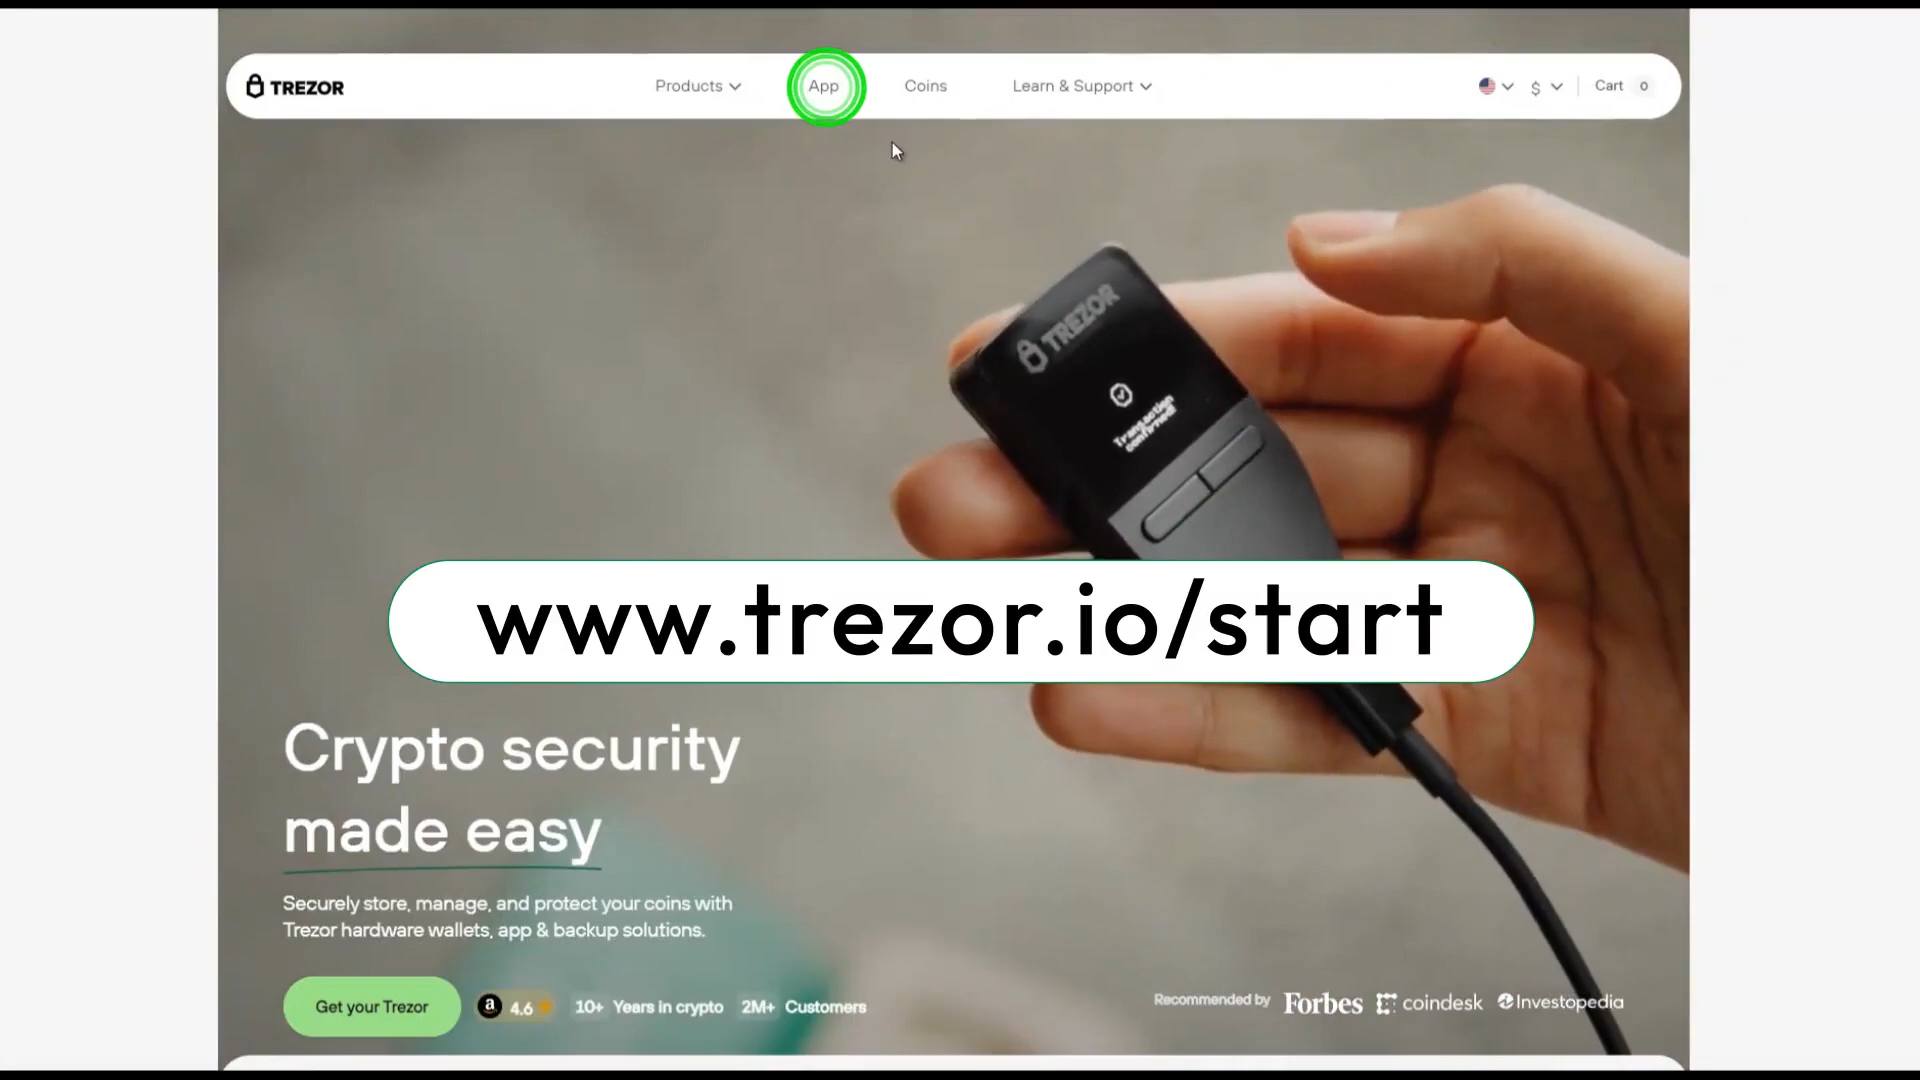 TREZOR
Products
App
Coins
Learn & Support
$
Cart 0
TREZOR
Transaction
confirmed!
www.trezor.io/start
Crypto security
made easy
Securely store, manage, and protect your coins with
Trezor hardware wallets, app & backup solutions.
Get your Trezor
a 4.6
10+ Years in crypto
2M+ Customers
Recommended by
Forbes
coindesk
Investopedia